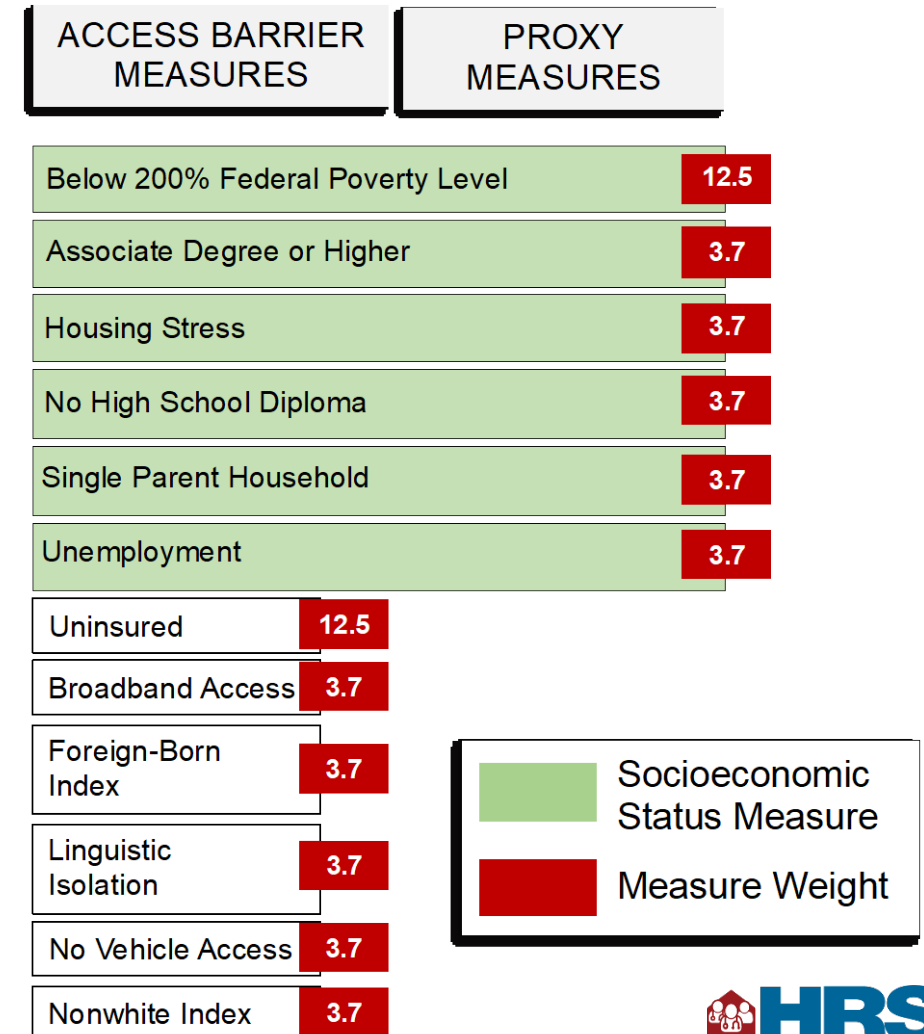 ACCESS BARRIER
MEASURES
PROXY
MEASURES
Below 200% Federal Poverty Level 12.5
Associate Degree or Higher 3.7
Housing Stress 3.7
No High School Diploma 3.7
Single Parent Household 3.7
Unemployment 3.7
Uninsured 12.5
Broadband Access 3.7
Foreign-Born
Index 3.7
Linguistic
Isolation 3.7
No Vehicle Access 3.7
Nonwhite Index 3.7
Socioeconomic
Status Measure
Measure Weight
HRS